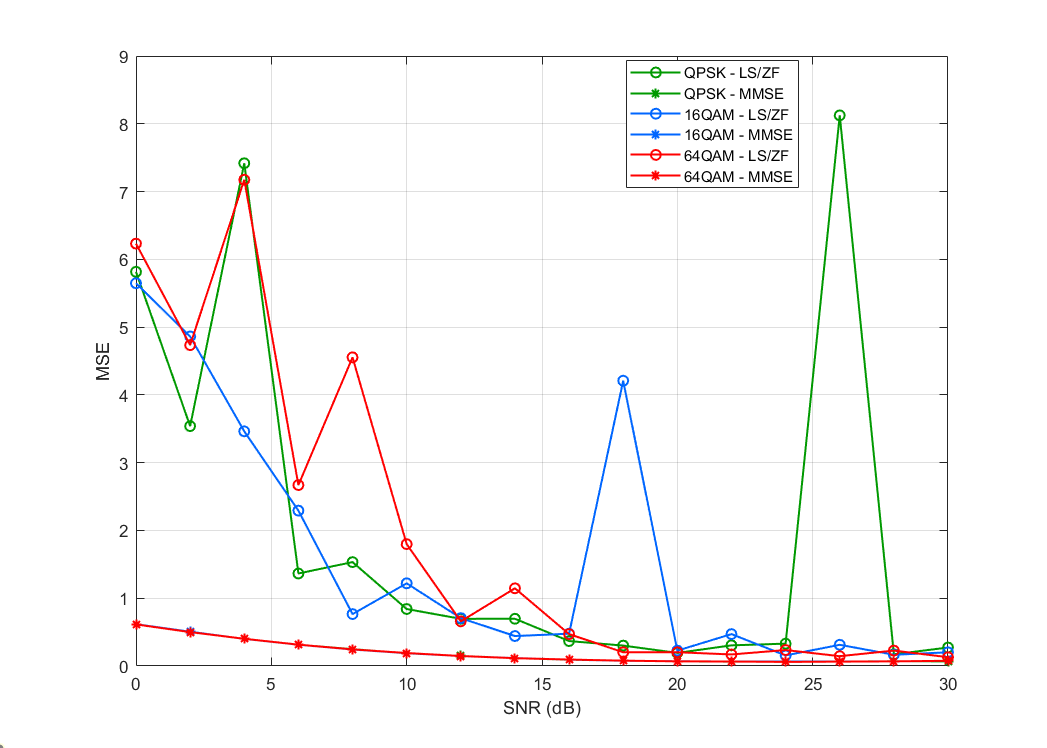 9
8
7
6
5
4
3
2
1
0
MSE
QPSK - LS/ZF
QPSK - MMSE
16QAM - LS/ZF
16QAM - MMSE
64QAM - LS/ZF
64QAM - MMSE
0 5 10 15 20 25 30
SNR (dB)